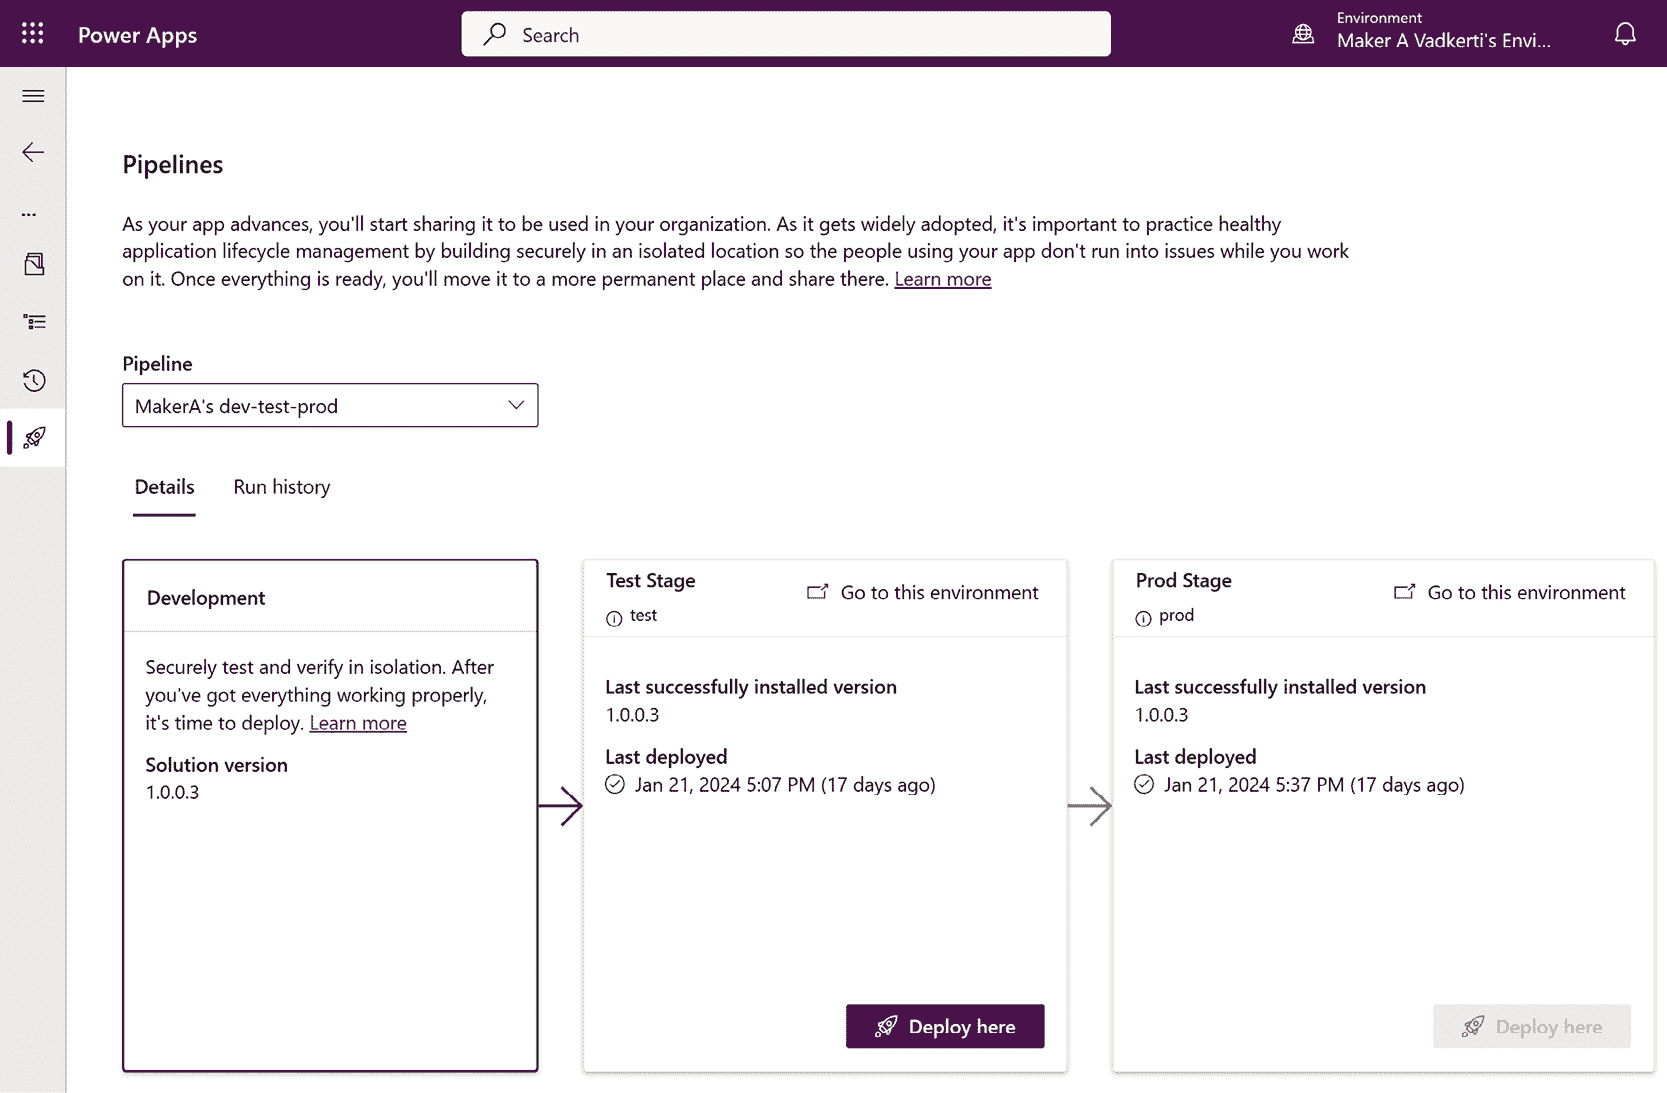 Power Apps
Search
Environment
Maker A Vadkerti's Envi...
Pipelines
As your app advances, you'll start sharing it to be used in your organization. As it gets widely adopted, it's important to practice healthy
application lifecycle management by building securely in an isolated location so the people using your app don't run into issues while you work
on it. Once everything is ready, you'll move it to a more permanent place and share there. Learn more
Pipeline
MakerA's dev-test-prod
Details
Run history
Development
Securely test and verify in isolation. After
you've got everything working properly,
it's time to deploy. Learn more
Solution version
1.0.0.3
Test Stage
test
Go to this environment
Last successfully installed version
1.0.0.3
Last deployed
Jan 21, 2024 5:07 PM (17 days ago)
Deploy here
Prod Stage
prod
Go to this environment
Last successfully installed version
1.0.0.3
Last deployed
Jan 21, 2024 5:37 PM (17 days ago)
Deploy here